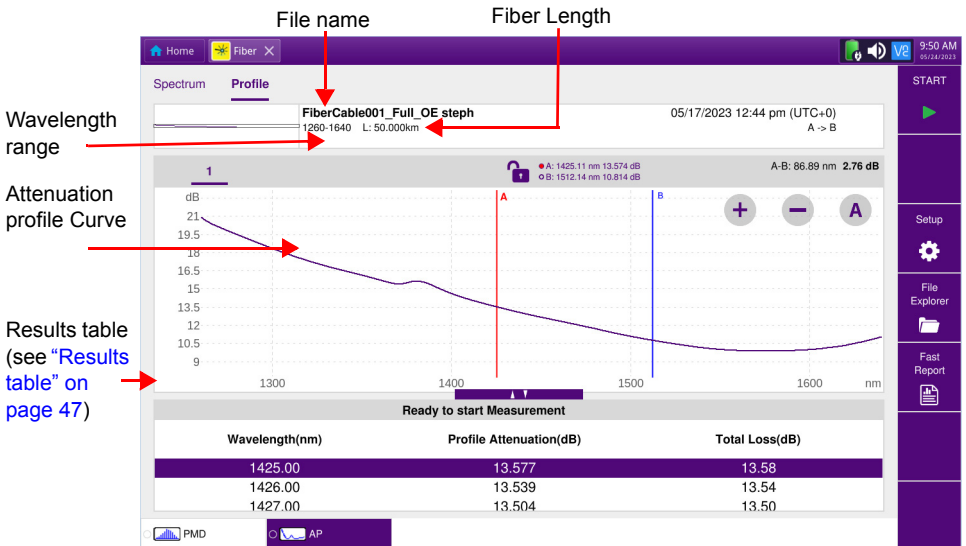 File name
Fiber Length
Home
Fiber
V2
9:50 AM
05/24/2023
Spectrum
Profile
START
FiberCable001_Full_OE steph
05/17/2023 12:44 pm (UTC+0)
1260-1640 L: 50.000km
A -> B
Wavelength
range
1
A: 1425.11 nm 13.574 dB
B: 1512.14 nm 10.814 dB
A-B: 86.89 nm 2.76 dB
Attenuation
profile Curve
dB
A
B
+
−
A
21
19.5
18
16.5
15
13.5
12
10.5
9
1300
1400
1500
1600
nm
Setup
File
Explorer
Fast
Report
Results table
(see “Results
table” on
page 47)
Ready to start Measurement
Wavelength(nm) Profile Attenuation(dB) Total Loss(dB)
1425.00 13.577 13.58
1426.00 13.539 13.54
1427.00 13.504 13.50
PMD
AP